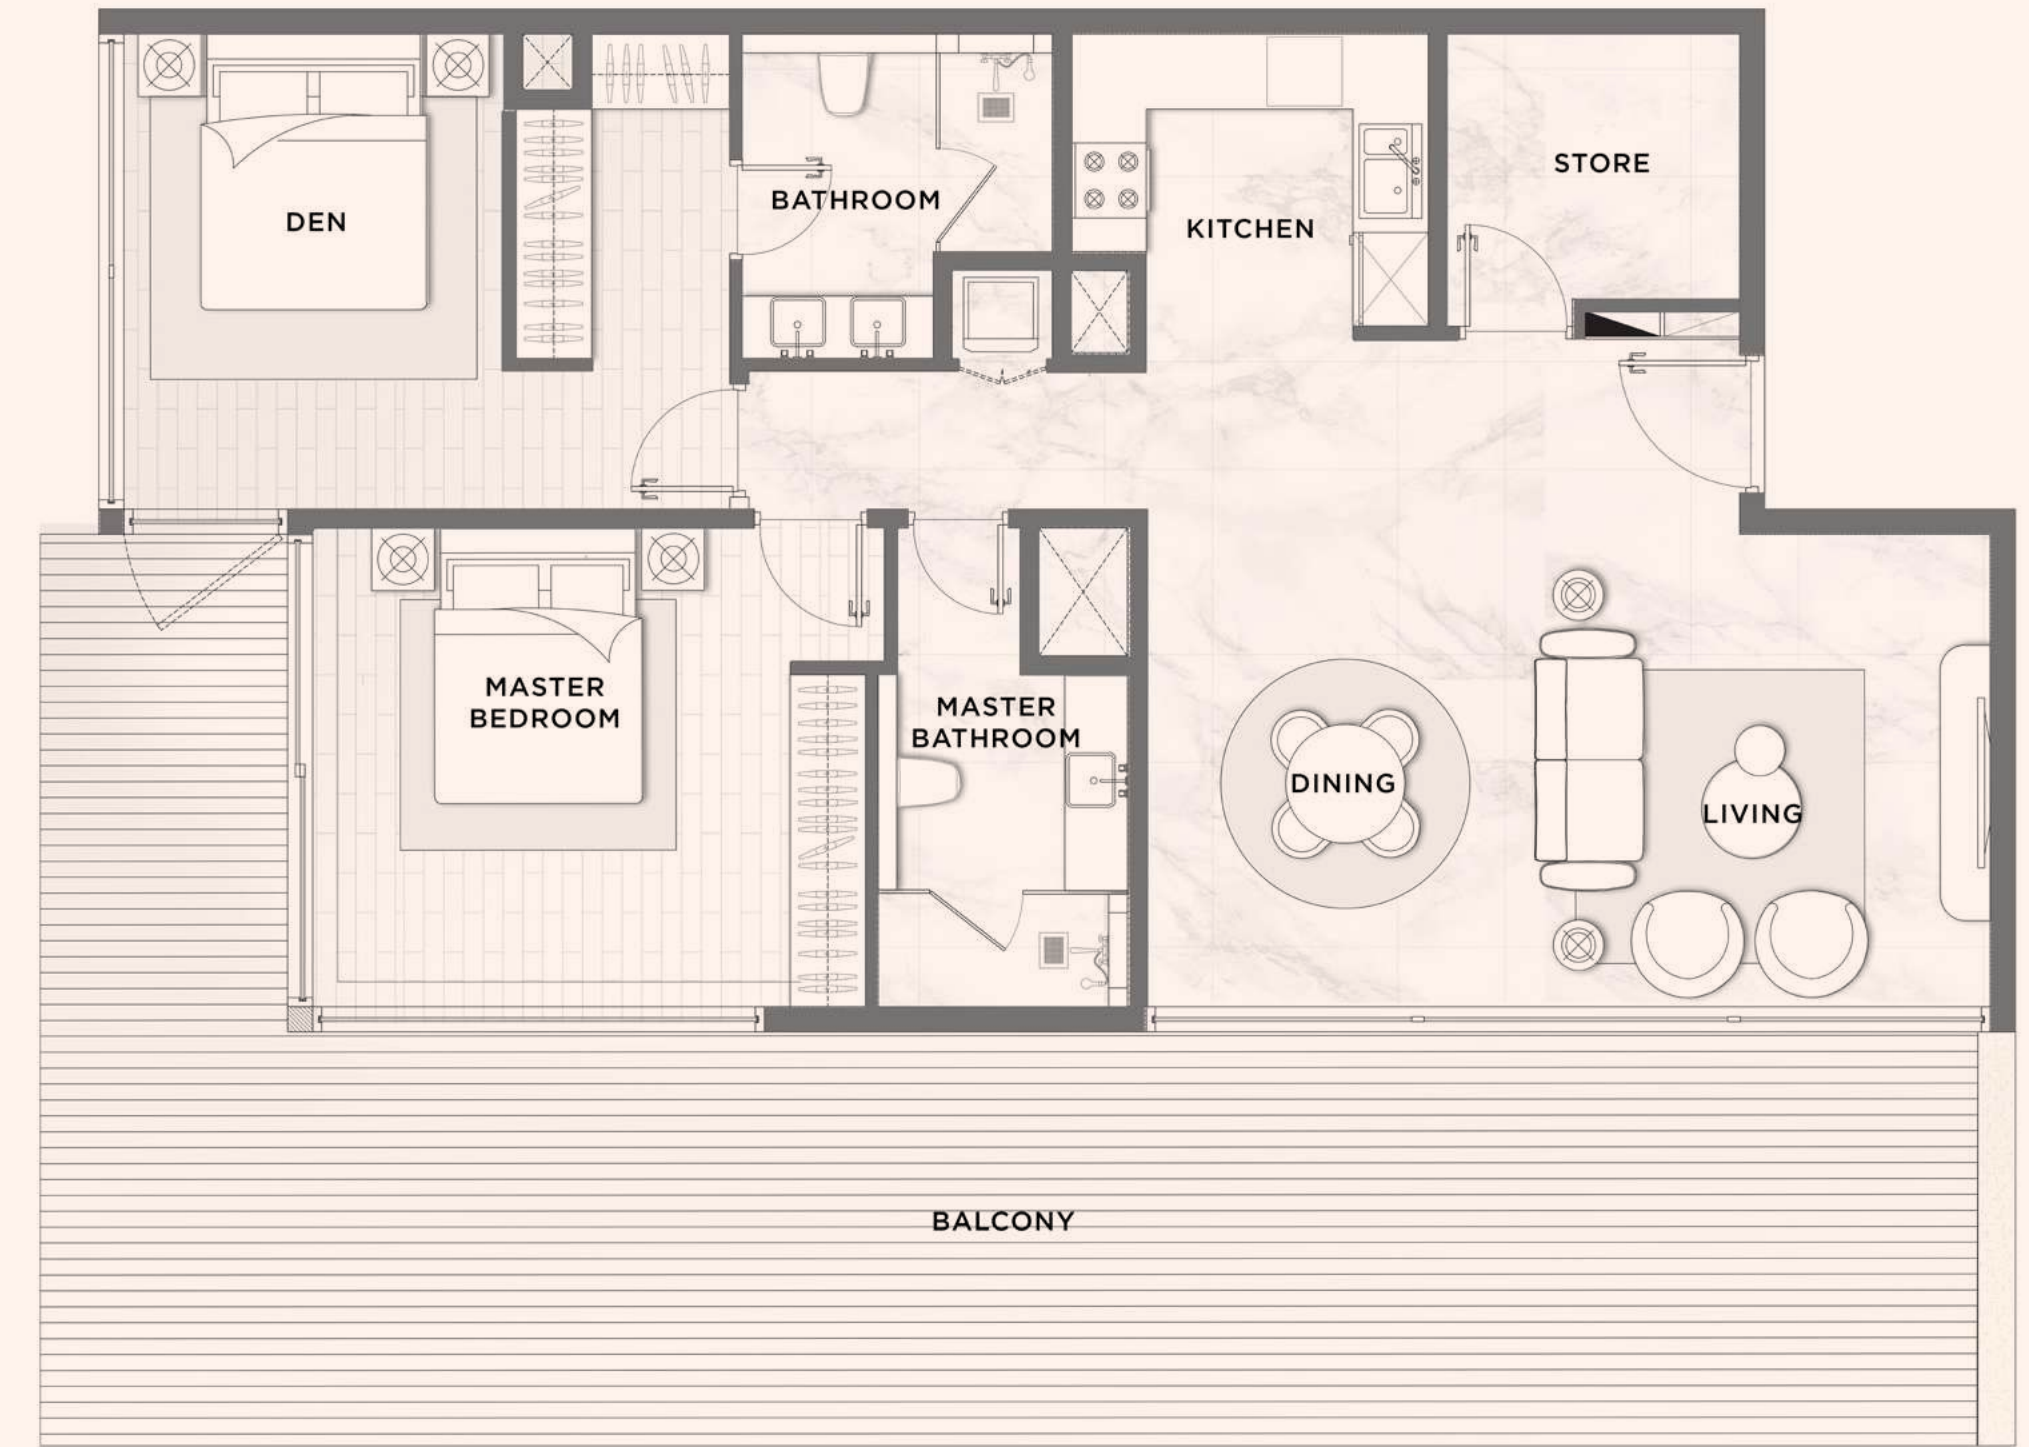 STORE
BATHROOM
DEN
KITCHEN
MASTER
BEDROOM
MASTER
BATHROOM
DINING
LIVING
BALCONY